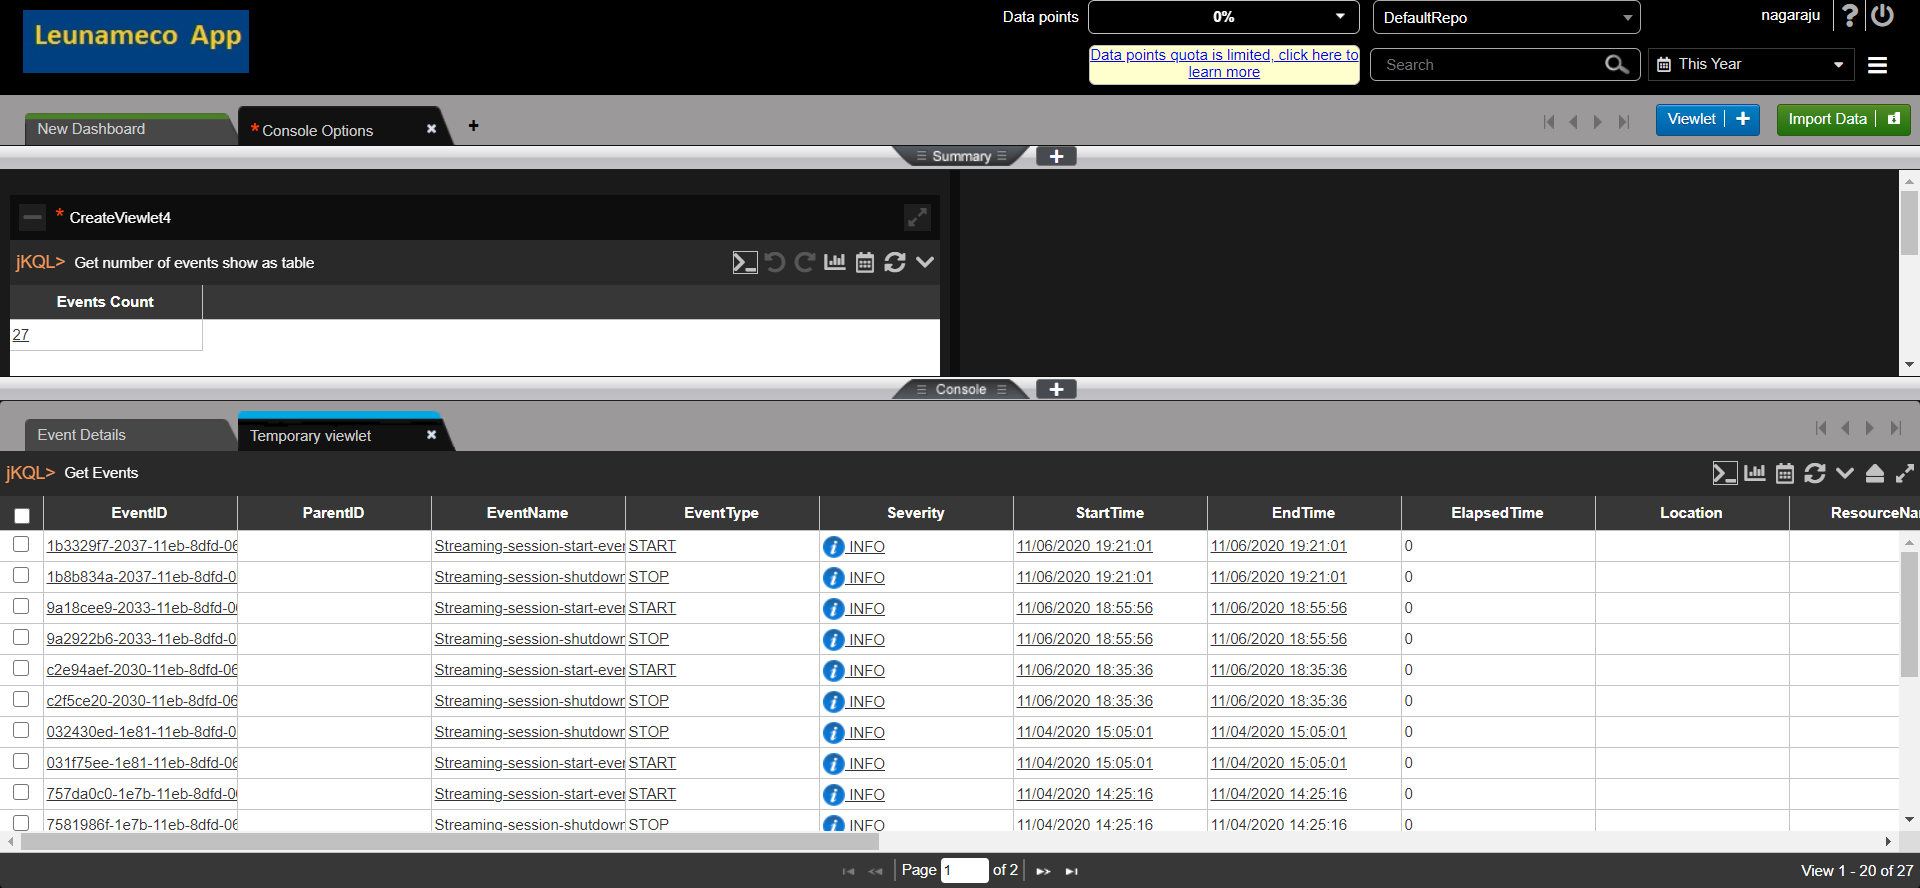 Leunameco App
Data points
0%
DefaultRepo
nagaraju
?
Data points quota is limited, click here to
learn more
Search
This Year
New Dashboard
* Console Options
+
Viewlet +
Import Data
Summary
+
* CreateViewlet4
jKQL> Get number of events show as table
Events Count
27
Console
+
Event Details
Temporary viewlet
jKQL> Get Events
EventID ParentID EventName EventType Severity StartTime EndTime ElapsedTime Location ResourceNa
1b3329f7-2037-11eb-8dfd-06 Streaming-session-start-ever START INFO 11/06/2020 19:21:01 11/06/2020 19:21:01 0
1b8b834a-2037-11eb-8dfd-0 Streaming-session-shutdown STOP INFO 11/06/2020 19:21:01 11/06/2020 19:21:01 0
9a18cee9-2033-11eb-8dfd-0 Streaming-session-start-ever START INFO 11/06/2020 18:55:56 11/06/2020 18:55:56 0
9a2922b6-2033-11eb-8dfd-0 Streaming-session-shutdown STOP INFO 11/06/2020 18:55:56 11/06/2020 18:55:56 0
c2e94aef-2030-11eb-8dfd-06 Streaming-session-start-ever START INFO 11/06/2020 18:35:36 11/06/2020 18:35:36 0
c2f5ce20-2030-11eb-8dfd-06 Streaming-session-shutdown STOP INFO 11/06/2020 18:35:36 11/06/2020 18:35:36 0
032430ed-1e81-11eb-8dfd-0 Streaming-session-shutdown STOP INFO 11/04/2020 15:05:01 11/04/2020 15:05:01 0
031f75ee-1e81-11eb-8dfd-06 Streaming-session-start-ever START INFO 11/04/2020 15:05:01 11/04/2020 15:05:01 0
757da0c0-1e7b-11eb-8dfd-0 Streaming-session-start-ever START INFO 11/04/2020 14:25:16 11/04/2020 14:25:16 0
7581986f-1e7b-11eb-8dfd-06 Streaming-session-shutdown STOP INFO 11/04/2020 14:25:16 11/04/2020 14:25:16 0
Page 1 of 2
View 1 - 20 of 27